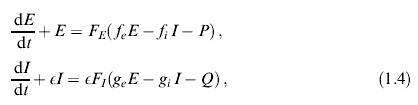 dE/dt + E = F_E(f_e E − f_i I − P),
dI/dt + ϵI = ϵF_I(g_e E − g_i I − Q),    (1.4)